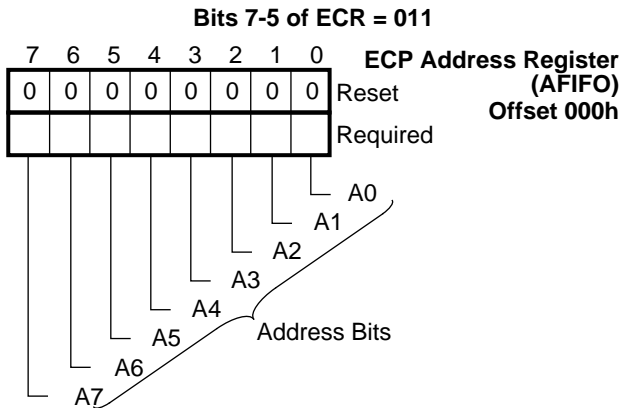 Bits 7-5 of ECR = 011
7 6 5 4 3 2 1 0
ECP Address Register
(AFIFO)
Offset 000h
0 0 0 0 0 0 0 0 Reset
Required
A0
A1
A2
A3
A4
A5
A6
A7
Address Bits